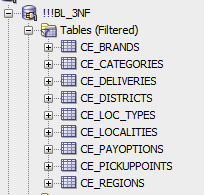 !!!BL_3NF
Tables (Filtered)
CE_BRANDS
CE_CATEGORIES
CE_DELIVERIES
CE_DISTRICTS
CE_LOC_TYPES
CE_LOCALITIES
CE_PAYOPTIONS
CE_PICKUPPOINTS
CE_REGIONS